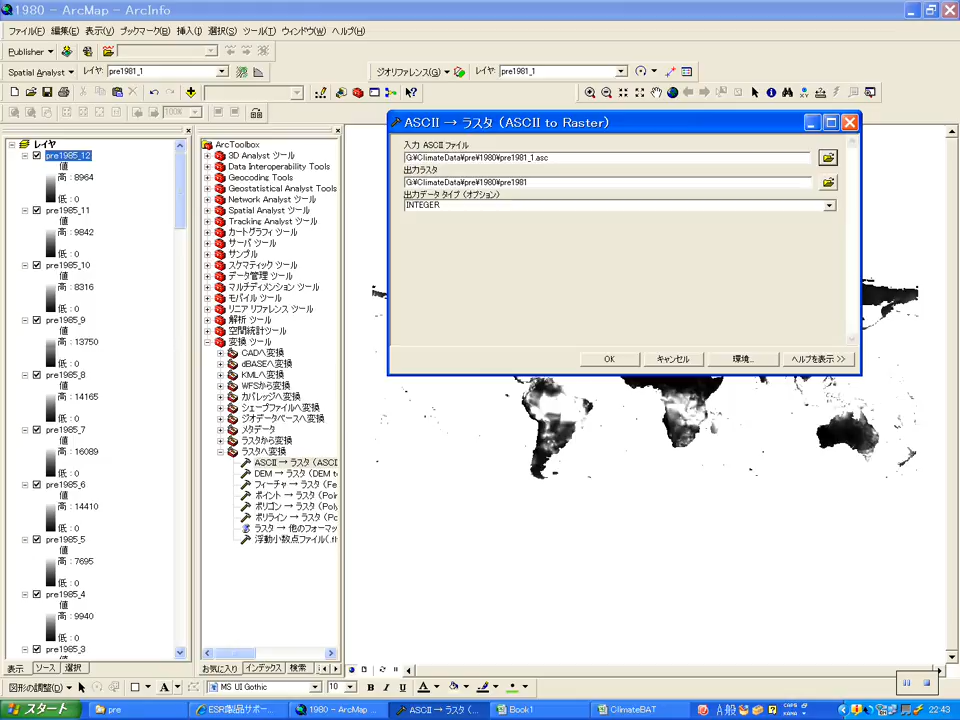 1980 - ArcMap - ArcInfo
ファイル(F) 編集(E) 表示(V) ブックマーク(B) 挿入(I) 選択(S) ツール(T) ウィンドウ(W) ヘルプ(H)
Publisher
Spatial Analyst レイヤ: pre1981_1 ジオリファレンス(G) レイヤ: pre1981_1
100%
レイヤ
pre1985_12
値
高 : 8964
低 : 0
pre1985_11
値
高 : 9842
低 : 0
pre1985_10
値
高 : 8316
低 : 0
pre1985_9
値
高 : 13750
低 : 0
pre1985_8
値
高 : 14165
低 : 0
pre1985_7
値
高 : 16089
低 : 0
pre1985_6
値
高 : 14410
低 : 0
pre1985_5
値
高 : 7695
低 : 0
pre1985_4
値
高 : 9940
低 : 0
pre1985_3
表示 ソース 選択
ArcToolbox
3D Analyst ツール
Data Interoperability Tools
Geocoding Tools
Geostatistical Analyst Tools
Network Analyst ツール
Spatial Analyst ツール
Tracking Analyst ツール
カートグラフィ ツール
サーバ ツール
サンプル
スケマティック ツール
データ管理 ツール
マルチディメンション ツール
モバイル ツール
リニア リファレンス ツール
解析 ツール
空間統計ツール
変換 ツール
CADへ変換
dBASEへ変換
KMLへ変換
WFSから変換
カバレッジへ変換
シェープファイルへ変換
ジオデータベースへ変換
メタデータ
ラスタから変換
ラスタへ変換
ASCII → ラスタ (ASCI
DEM → ラスタ (DEM t
フィーチャ → ラスタ (Fe
ポイント → ラスタ (Poir
ポリゴン → ラスタ (Poly
ポリライン → ラスタ (Po
ラスタ → 他のフォーマッ
浮動小数点ファイル(.fl
お気に入り インデックス 検索
ASCII → ラスタ (ASCII to Raster)
入力 ASCII ファイル
G:¥ClimateData¥pre¥1980¥pre1981_1.asc
出力ラスタ
G:¥ClimateData¥pre¥1980¥pre1981
出力データ タイプ (オプション)
INTEGER
OK キャンセル 環境... ヘルプを表示 >>
図形の調整(D) A MS UI Gothic 10 B I U A
スタート pre ESRI製品サポー... 1980 - ArcMap ... ASCII → ラスタ (... Book1 ClimateBAT A 般 CAPS KANA 22:43